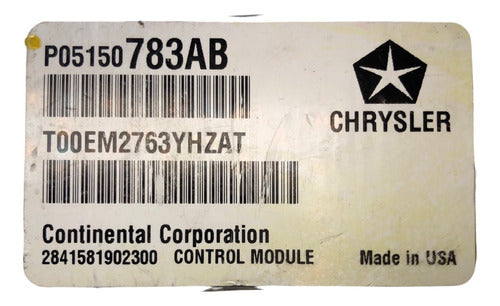 P05150783AB
CHRYSLER
T00EM2763YHZAT
Continental Corporation
2841581902300 CONTROL MODULE
Made in USA